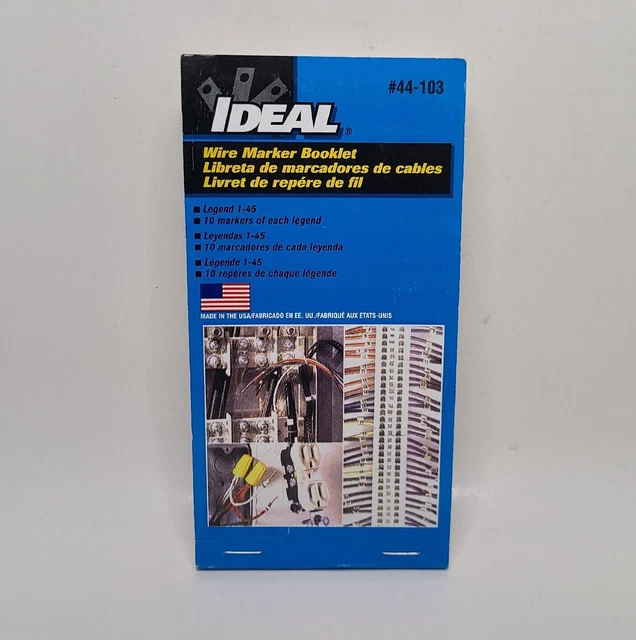 #44-103
IDEAL®
Wire Marker Booklet
Libreta de marcadores de cables
Livret de repére de fil
■ Legend 1-45
■ 10 markers of each legend
■ Leyendas 1-45
■ 10 marcadores de cada leyenda
■ Légende 1-45
■ 10 repères de chaque légende
MADE IN THE USA/FABRICADO EN EE. UU./FABRIQUÉ AUX ETATS-UNIS